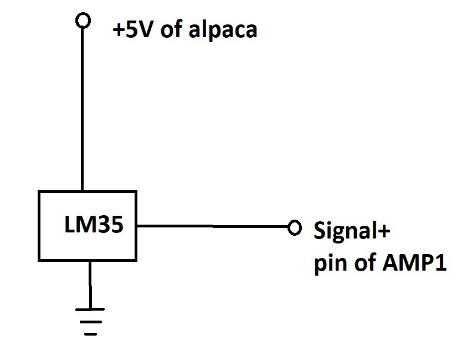 +5V of alpaca
LM35
Signal+
pin of AMP1